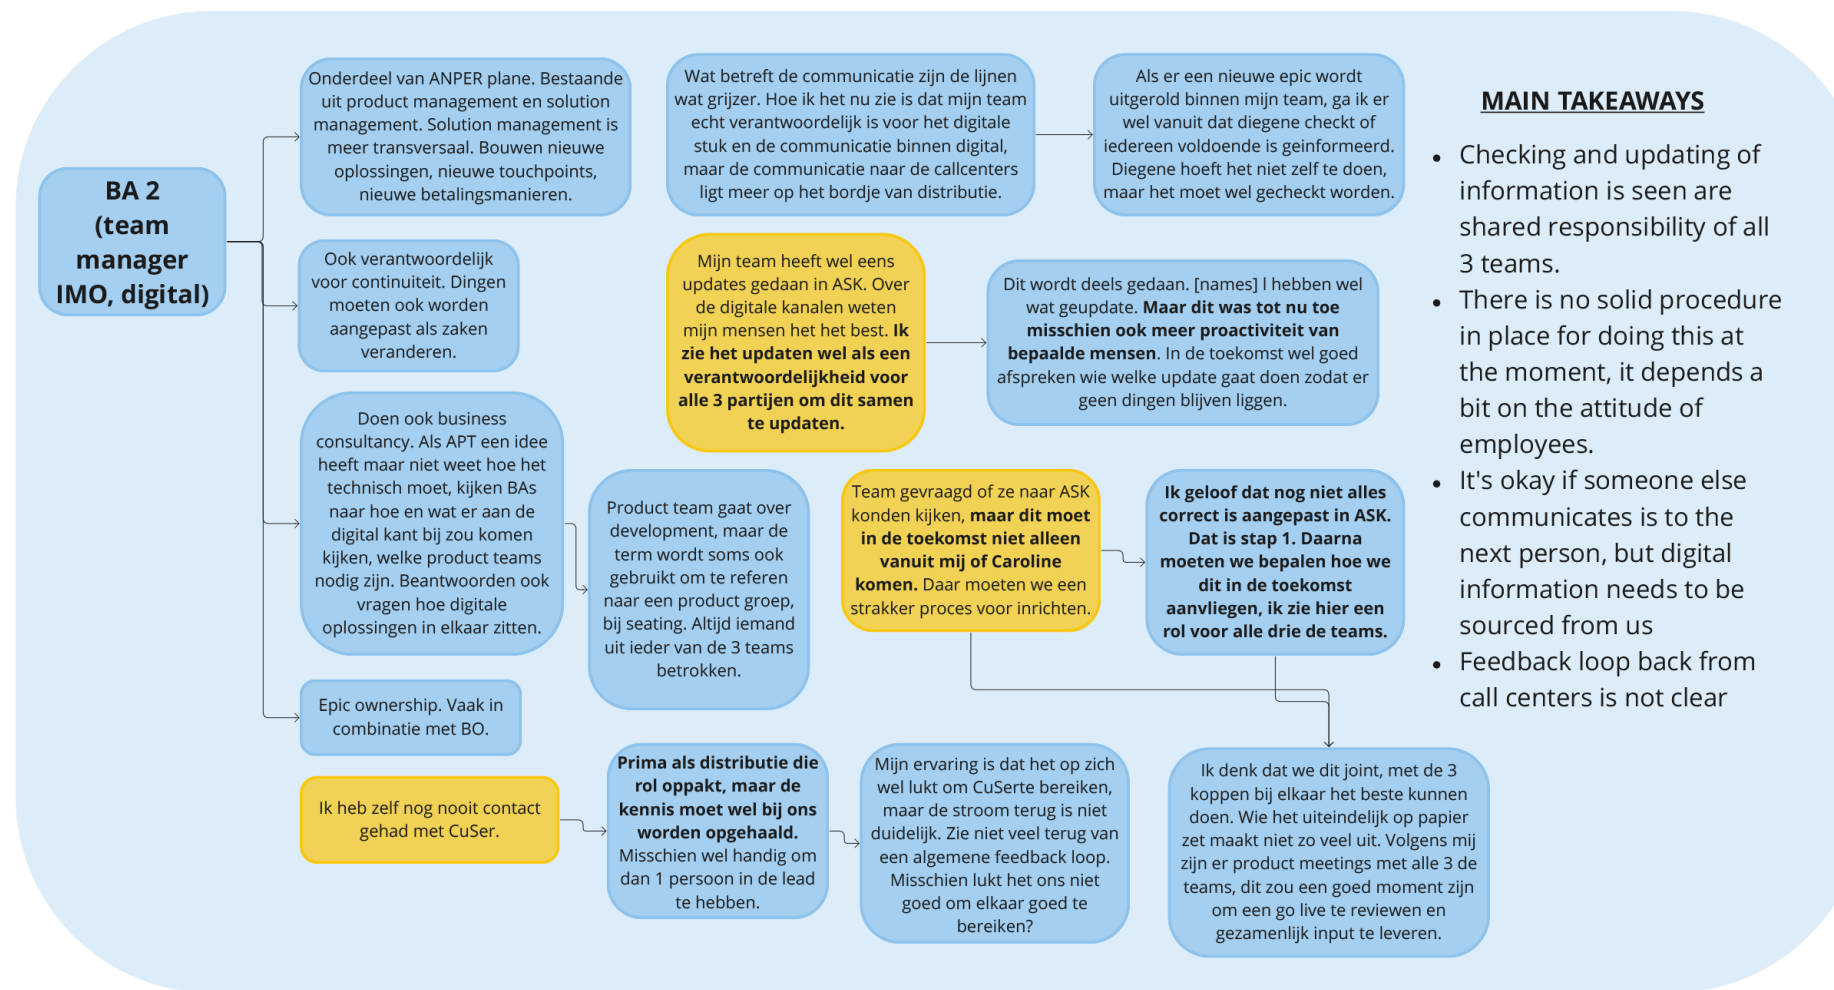 BA 2
(team
manager
IMO, digital)
Onderdeel van ANPER plane. Bestaande
uit product management en solution
management. Solution management is
meer transversaal. Bouwen nieuwe
oplossingen, nieuwe touchpoints,
nieuwe betalingsmanieren.
Ook verantwoordelijk
voor continuiteit. Dingen
moeten ook worden
aangepast als zaken
veranderen.
Doen ook business
consultancy. Als APT een idee
heeft maar niet weet hoe het
technisch moet, kijken BAs
naar hoe en wat er aan de
digital kant bij zou komen
kijken, welke product teams
nodig zijn. Beantwoorden ook
vragen hoe digitale
oplossingen in elkaar zitten.
Product team gaat over
development, maar de
term wordt soms ook
gebruikt om te referen
naar een product groep,
bij seating. Altijd iemand
uit ieder van de 3 teams
betrokken.
Epic ownership. Vaak in
combinatie met BO.
Wat betreft de communicatie zijn de lijnen
wat grijzer. Hoe ik het nu zie is dat mijn team
echt verantwoordelijk is voor het digitale
stuk en de communicatie binnen digital,
maar de communicatie naar de callcenters
ligt meer op het bordje van distributie.
Als er een nieuwe epic wordt
uitgerold binnen mijn team, ga ik er
wel vanuit dat diegene checkt of
iedereen voldoende is geinformeerd.
Diegene hoeft het niet zelf te doen,
maar het moet wel gecheckt worden.
Mijn team heeft wel eens
updates gedaan in ASK. Over
de digitale kanalen weten
mijn mensen het het best. Ik
zie het updaten wel als een
verantwoordelijkheid voor
alle 3 partijen om dit samen
te updaten.
Dit wordt deels gedaan. [names] l hebben wel
wat geupdate. Maar dit was tot nu toe
misschien ook meer proactiviteit van
bepaalde mensen. In de toekomst wel goed
afspreken wie welke update gaat doen zodat er
geen dingen blijven liggen.
Team gevraagd of ze naar ASK
konden kijken, maar dit moet
in de toekomst niet alleen
vanuit mij of Caroline
komen. Daar moeten we een
strakker proces voor inrichten.
Ik geloof dat nog niet alles
correct is aangepast in ASK.
Dat is stap 1. Daarna
moeten we bepalen hoe we
dit in de toekomst
aanvliegen, ik zie hier een
rol voor alle drie de teams.
Ik denk dat we dit joint, met de 3
koppen bij elkaar het beste kunnen
doen. Wie het uiteindelijk op papier
zet maakt niet zo veel uit. Volgens mij
zijn er product meetings met alle 3 de
teams, dit zou een goed moment zijn
om een go live te reviewen en
gezamenlijk input te leveren.
Ik heb zelf nog nooit contact
gehad met CuSer.
Prima als distributie die
rol oppakt, maar de
kennis moet wel bij ons
worden opgehaald.
Misschien wel handig om
dan 1 persoon in de lead
te hebben.
Mijn ervaring is dat het op zich
wel lukt om CuSerte bereiken,
maar de stroom terug is niet
duidelijk. Zie niet veel terug van
een algemene feedback loop.
Misschien lukt het ons niet
goed om elkaar goed te
bereiken?
MAIN TAKEAWAYS
• Checking and updating of
information is seen are
shared responsibility of all
3 teams.
• There is no solid procedure
in place for doing this at
the moment, it depends a
bit on the attitude of
employees.
• It's okay if someone else
communicates is to the
next person, but digital
information needs to be
sourced from us
• Feedback loop back from
call centers is not clear